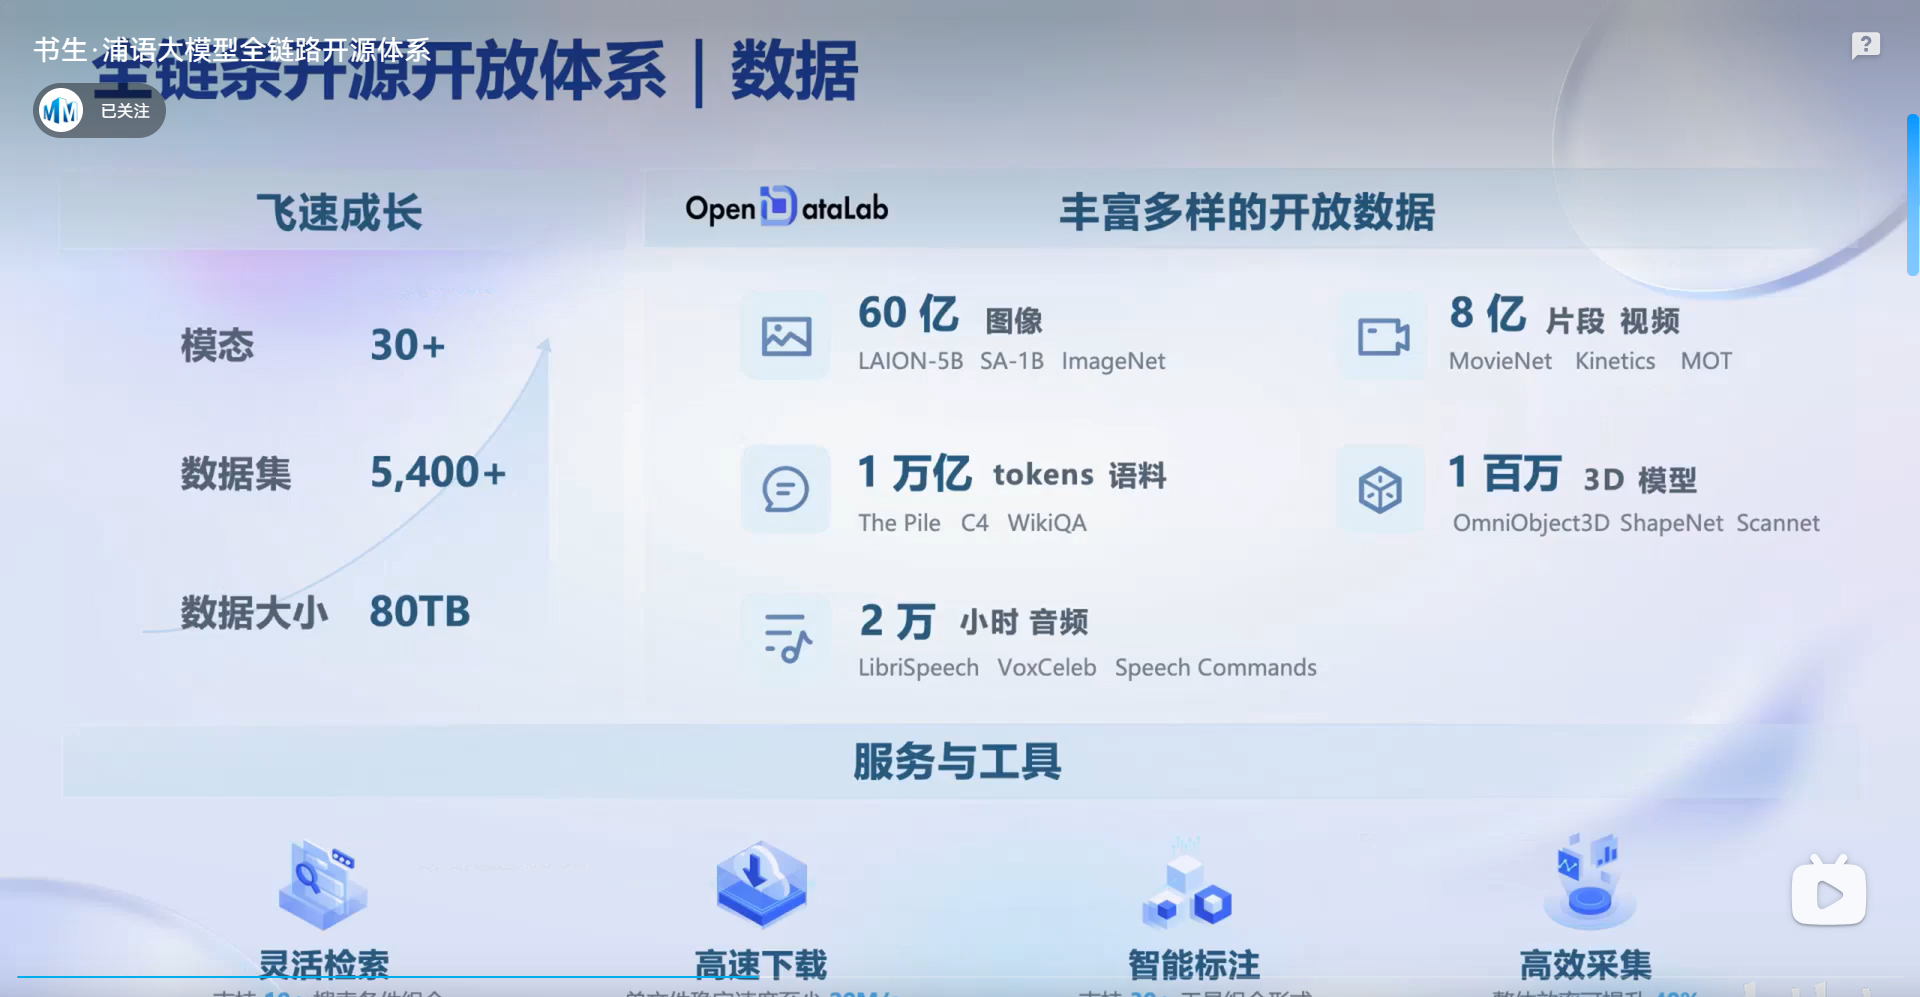 书生·浦语大模型全链路开源体系
全链条开源开放体系 | 数据
已关注
飞速成长
模态 30+
数据集 5,400+
数据大小 80TB
OpenDataLab 丰富多样的开放数据
60 亿 图像
LAION-5B SA-1B ImageNet
8 亿 片段 视频
MovieNet Kinetics MOT
1 万亿 tokens 语料
The Pile C4 WikiQA
1 百万 3D 模型
OmniObject3D ShapeNet Scannet
2 万 小时 音频
LibriSpeech VoxCeleb Speech Commands
服务与工具
灵活检索
高速下载
智能标注
高效采集